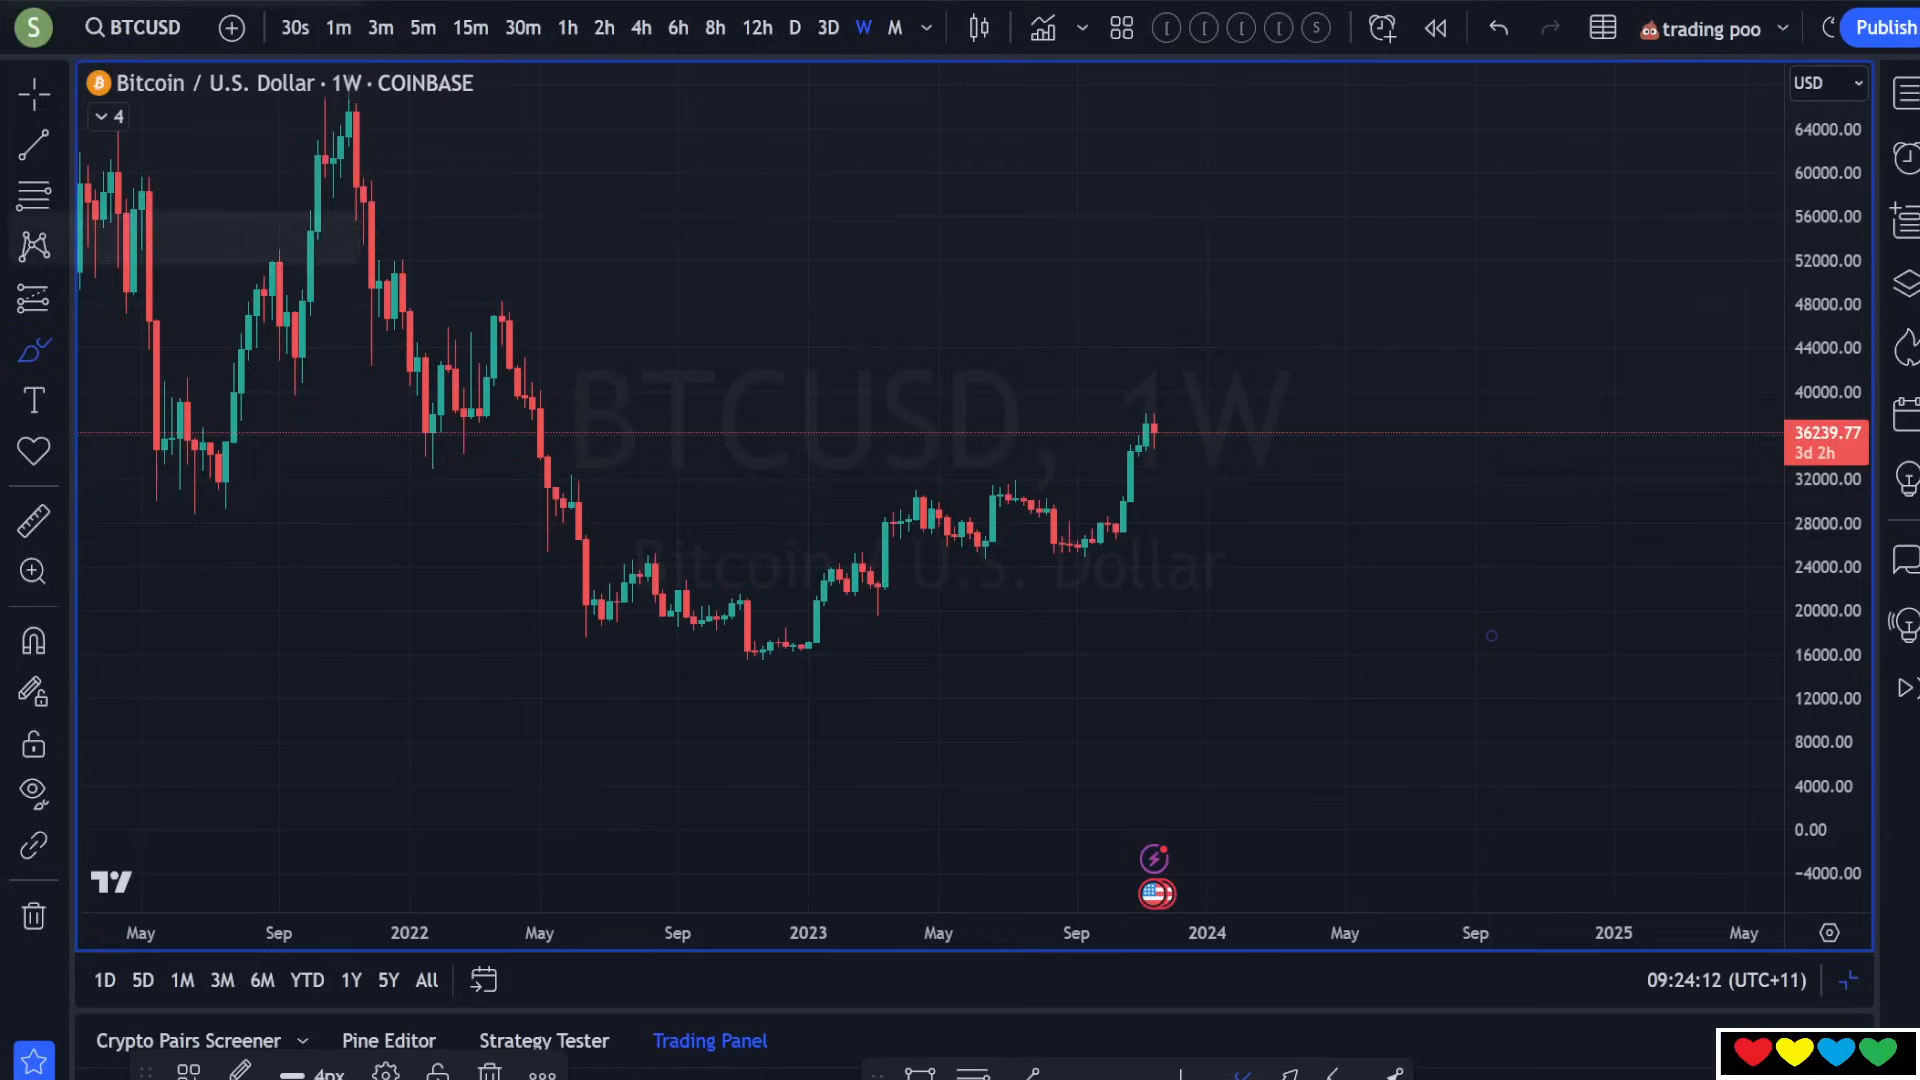 S BTCUSD 30s 1m 3m 5m 15m 30m 1h 2h 4h 6h 8h 12h D 3D W M [ [ [ [ S 💩trading poo Publish
Bitcoin / U.S. Dollar · 1W · COINBASE
USD
4
64000.00
60000.00
56000.00
52000.00
48000.00
44000.00
40000.00
BTCUSD, 1W
36239.77
3d 2h
32000.00
28000.00
Bitcoin / U.S. Dollar
24000.00
20000.00
16000.00
12000.00
8000.00
4000.00
0.00
−4000.00
May Sep 2022 May Sep 2023 May Sep 2024 May Sep 2025 May
1D 5D 1M 3M 6M YTD 1Y 5Y All 09:24:12 (UTC+11)
Crypto Pairs Screener Pine Editor Strategy Tester Trading Panel
4px